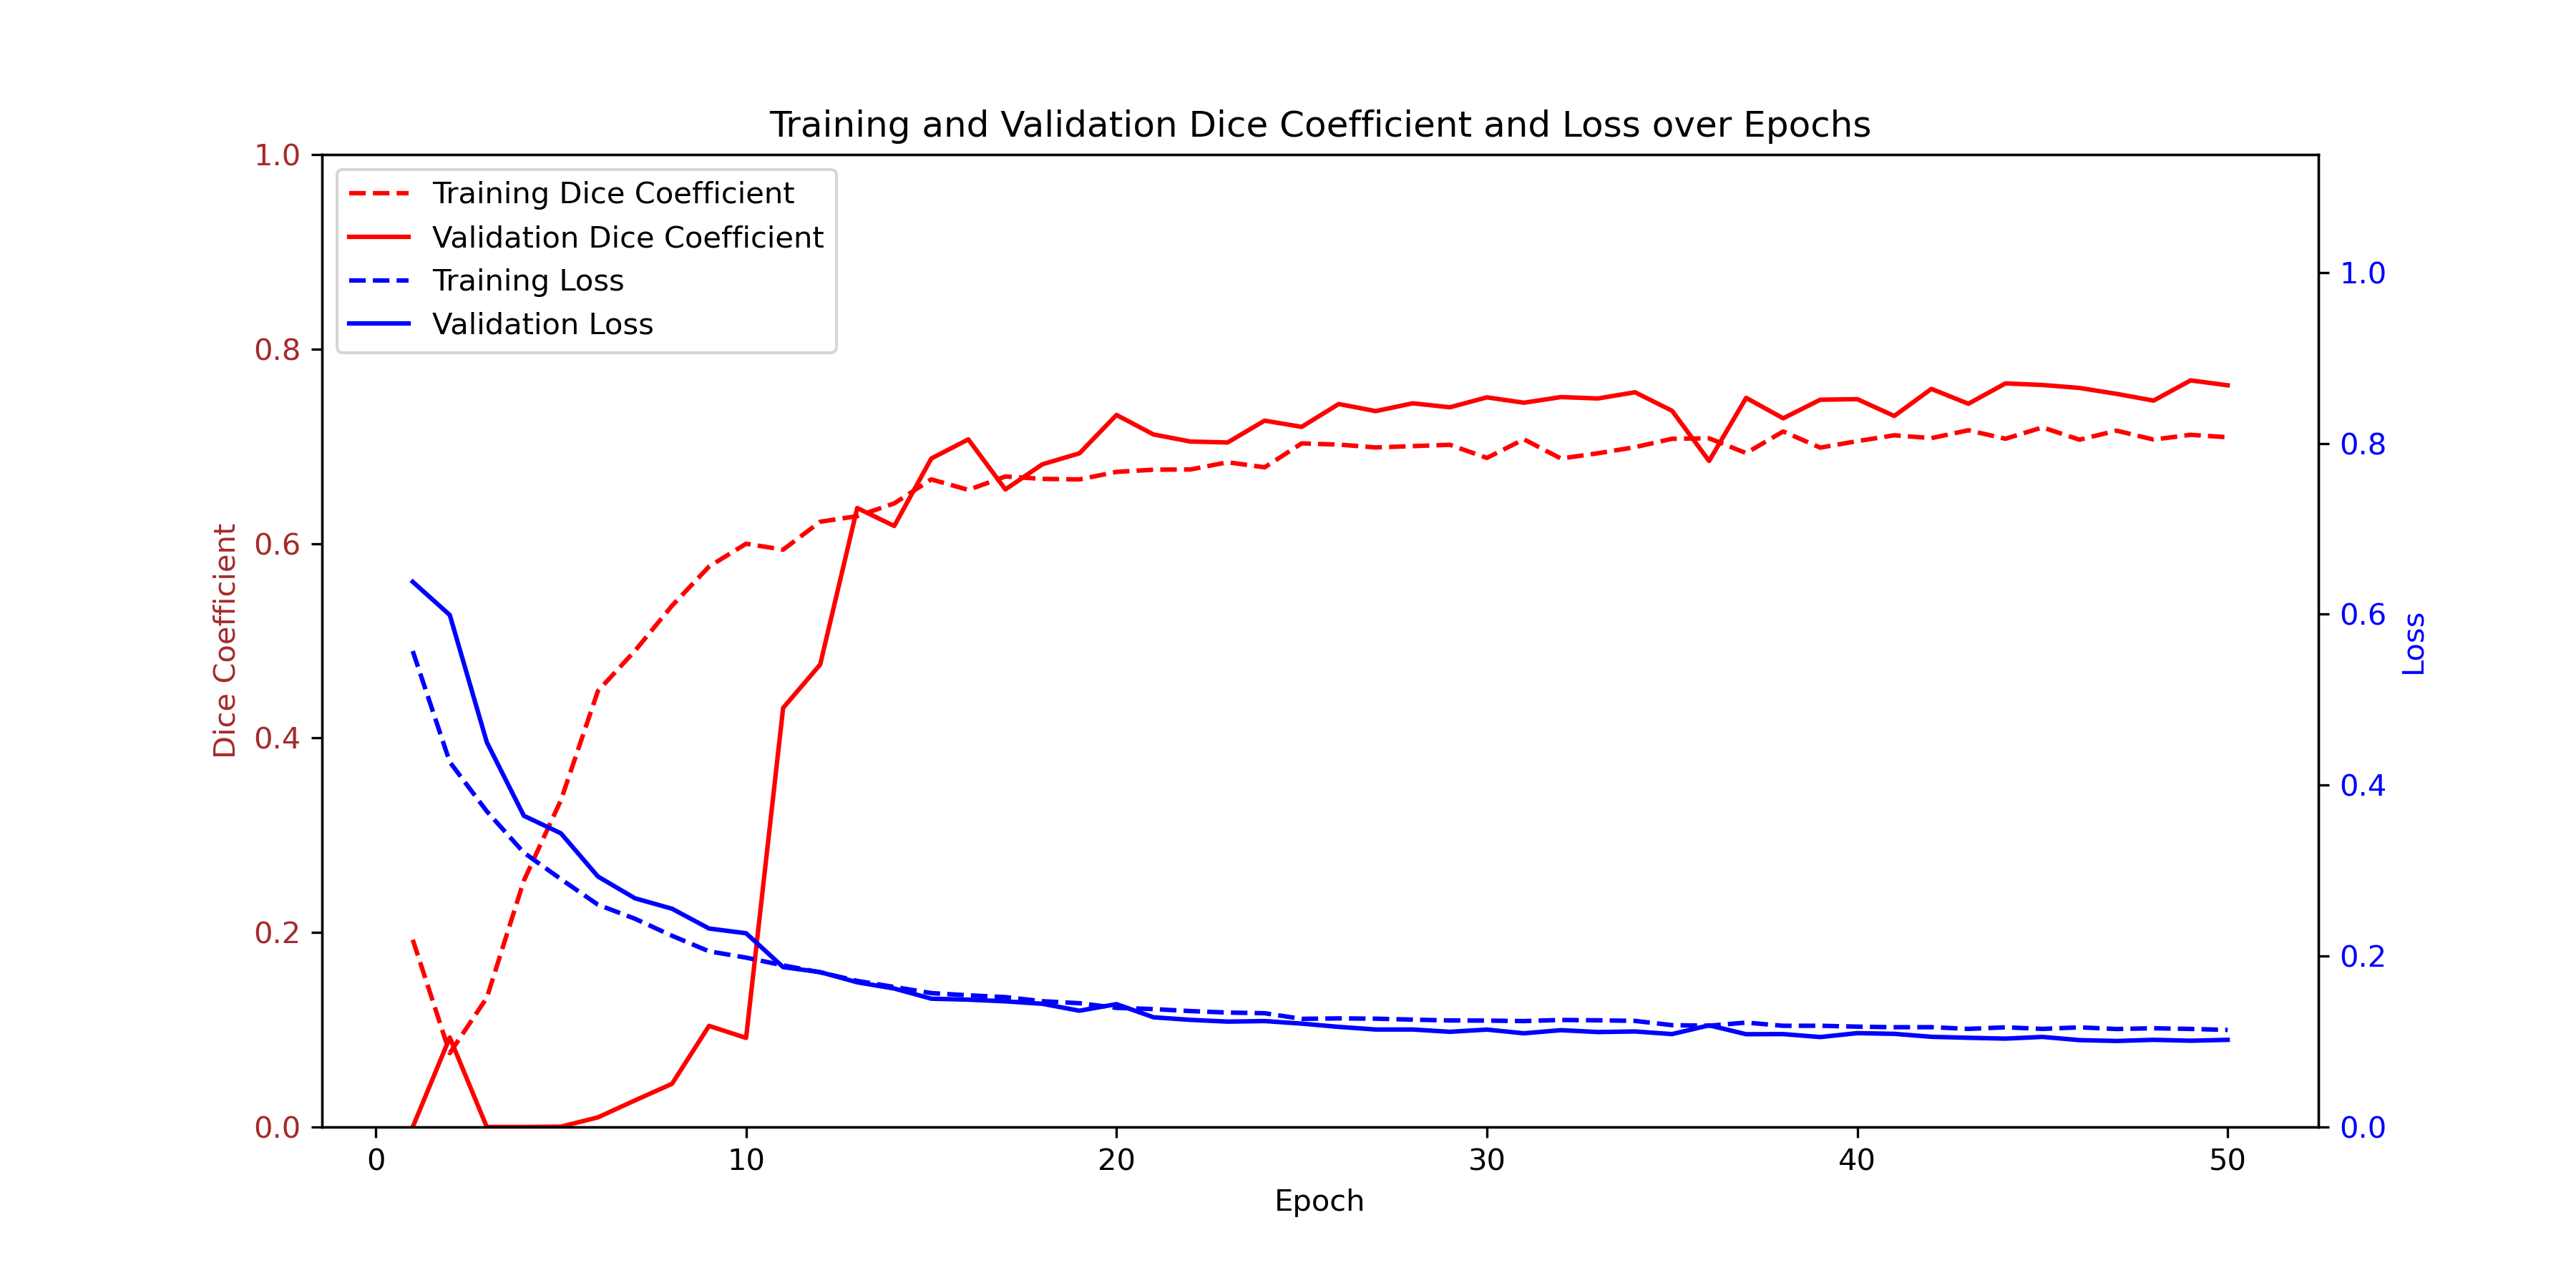 Training and Validation Dice Coefficient and Loss over Epochs
Training Dice Coefficient
Validation Dice Coefficient
Training Loss
Validation Loss
Dice Coefficient
1.0
0.8
0.6
0.4
0.2
0.0
0 10 20 30 40 50
Epoch
1.0
0.8
0.6
0.4
0.2
0.0
Loss